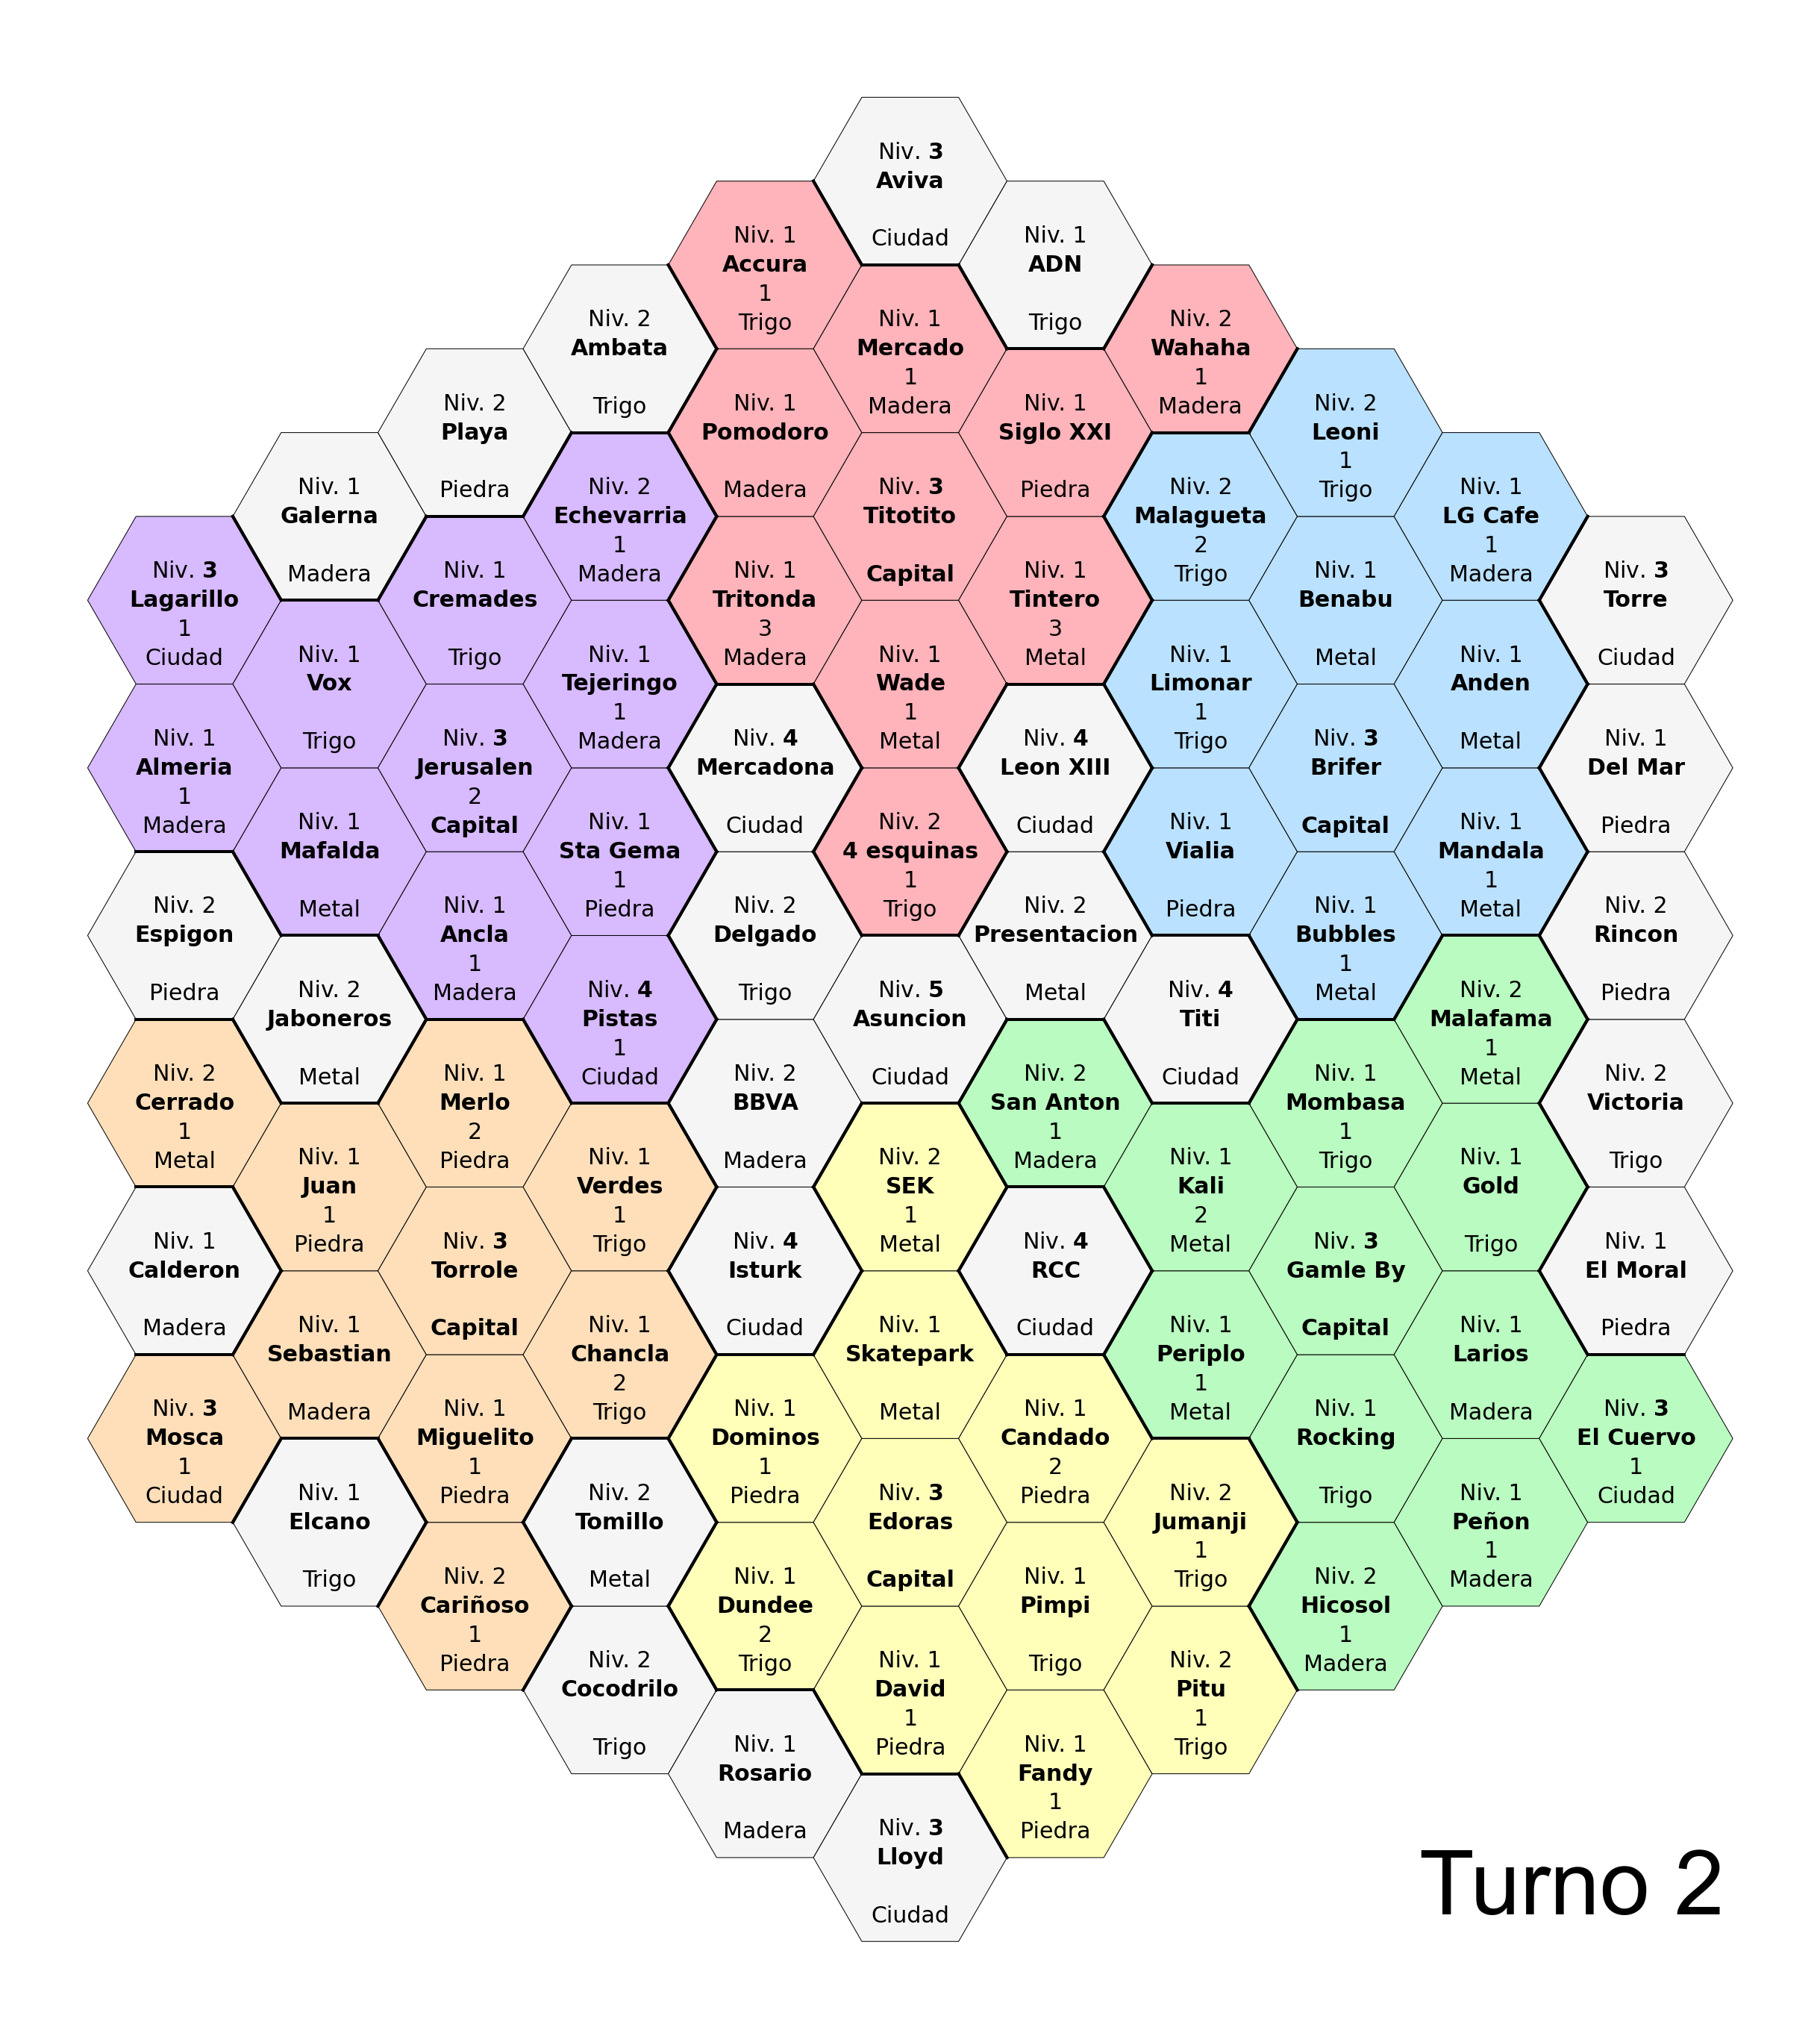 Niv. 3
Aviva
Ciudad
Niv. 1
Accura
1
Trigo
Niv. 1
ADN
Trigo
Niv. 2
Ambata
Trigo
Niv. 1
Mercado
1
Madera
Niv. 2
Wahaha
1
Madera
Niv. 2
Playa
Piedra
Niv. 1
Pomodoro
Madera
Niv. 1
Siglo XXI
Piedra
Niv. 2
Leoni
1
Trigo
Niv. 1
Galerna
Madera
Niv. 2
Echevarria
1
Madera
Niv. 3
Titotito
Capital
Niv. 2
Malagueta
2
Trigo
Niv. 1
LG Cafe
1
Madera
Niv. 3
Lagarillo
1
Ciudad
Niv. 1
Cremades
Trigo
Niv. 1
Tritonda
3
Madera
Niv. 1
Tintero
3
Metal
Niv. 1
Benabu
Metal
Niv. 3
Torre
Ciudad
Niv. 1
Vox
Trigo
Niv. 1
Tejeringo
1
Madera
Niv. 1
Wade
1
Metal
Niv. 1
Limonar
1
Trigo
Niv. 1
Anden
Metal
Niv. 1
Almeria
1
Madera
Niv. 3
Jerusalen
2
Capital
Niv. 4
Mercadona
Ciudad
Niv. 4
Leon XIII
Ciudad
Niv. 3
Brifer
Capital
Niv. 1
Del Mar
Piedra
Niv. 1
Mafalda
Metal
Niv. 1
Sta Gema
1
Piedra
Niv. 2
4 esquinas
1
Trigo
Niv. 1
Vialia
Piedra
Niv. 1
Mandala
1
Metal
Niv. 2
Espigon
Piedra
Niv. 1
Ancla
1
Madera
Niv. 2
Delgado
Trigo
Niv. 2
Presentacion
Metal
Niv. 1
Bubbles
1
Metal
Niv. 2
Rincon
Piedra
Niv. 2
Jaboneros
Metal
Niv. 4
Pistas
1
Ciudad
Niv. 5
Asuncion
Ciudad
Niv. 4
Titi
Ciudad
Niv. 2
Malafama
1
Metal
Niv. 2
Cerrado
1
Metal
Niv. 1
Merlo
2
Piedra
Niv. 2
BBVA
Madera
Niv. 2
San Anton
1
Madera
Niv. 1
Mombasa
1
Trigo
Niv. 2
Victoria
Trigo
Niv. 1
Juan
1
Piedra
Niv. 1
Verdes
1
Trigo
Niv. 2
SEK
1
Metal
Niv. 1
Kali
2
Metal
Niv. 1
Gold
Trigo
Niv. 1
Calderon
Madera
Niv. 3
Torrole
Capital
Niv. 4
Isturk
Ciudad
Niv. 4
RCC
Ciudad
Niv. 3
Gamle By
Capital
Niv. 1
El Moral
Piedra
Niv. 1
Sebastian
Madera
Niv. 1
Chancla
2
Trigo
Niv. 1
Skatepark
Metal
Niv. 1
Periplo
1
Metal
Niv. 1
Larios
Madera
Niv. 3
Mosca
1
Ciudad
Niv. 1
Miguelito
1
Piedra
Niv. 1
Dominos
1
Piedra
Niv. 1
Candado
2
Piedra
Niv. 1
Rocking
Trigo
Niv. 3
El Cuervo
1
Ciudad
Niv. 1
Elcano
Trigo
Niv. 2
Tomillo
Metal
Niv. 3
Edoras
Capital
Niv. 2
Jumanji
1
Trigo
Niv. 1
Peñon
1
Madera
Niv. 2
Cariñoso
1
Piedra
Niv. 1
Dundee
2
Trigo
Niv. 1
Pimpi
Trigo
Niv. 2
Hicosol
1
Madera
Niv. 2
Cocodrilo
Trigo
Niv. 1
David
1
Piedra
Niv. 2
Pitu
1
Trigo
Niv. 1
Rosario
Madera
Niv. 1
Fandy
1
Piedra
Niv. 3
Lloyd
Ciudad
Turno 2